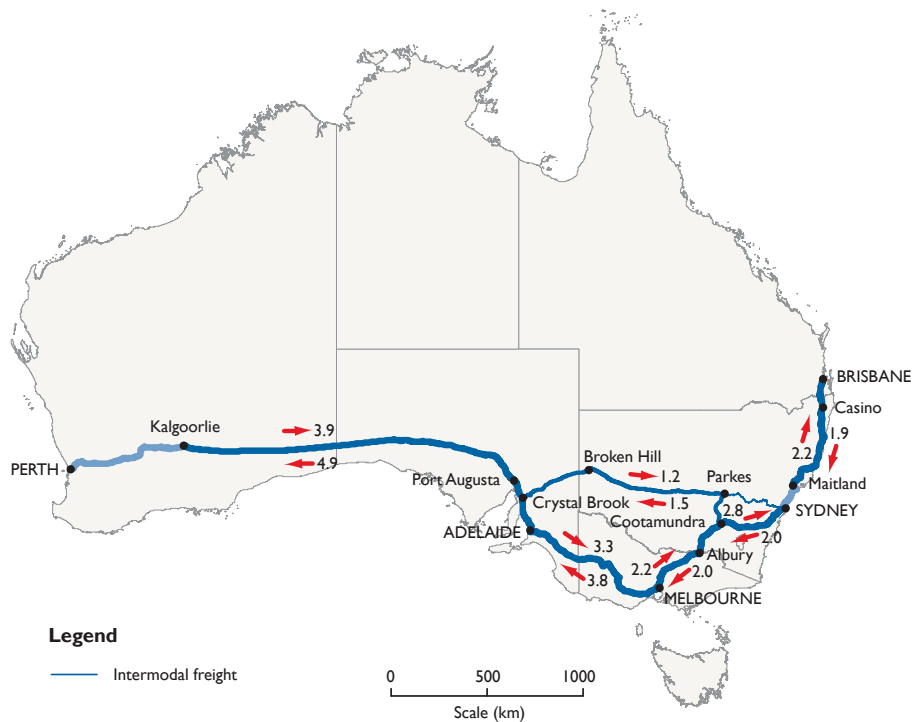 BRISBANE
Casino
Kalgoorlie
3.9
1.9
2.2
Broken Hill
4.9
PERTH
1.2
Parkes
Port Augusta
Maitland
Crystal Brook
1.5
2.8
SYDNEY
Cootamundra
ADELAIDE
2.0
3.3
Albury
2.2
2.0
3.8
MELBOURNE
Legend
Intermodal freight
0 500 1000
Scale (km)